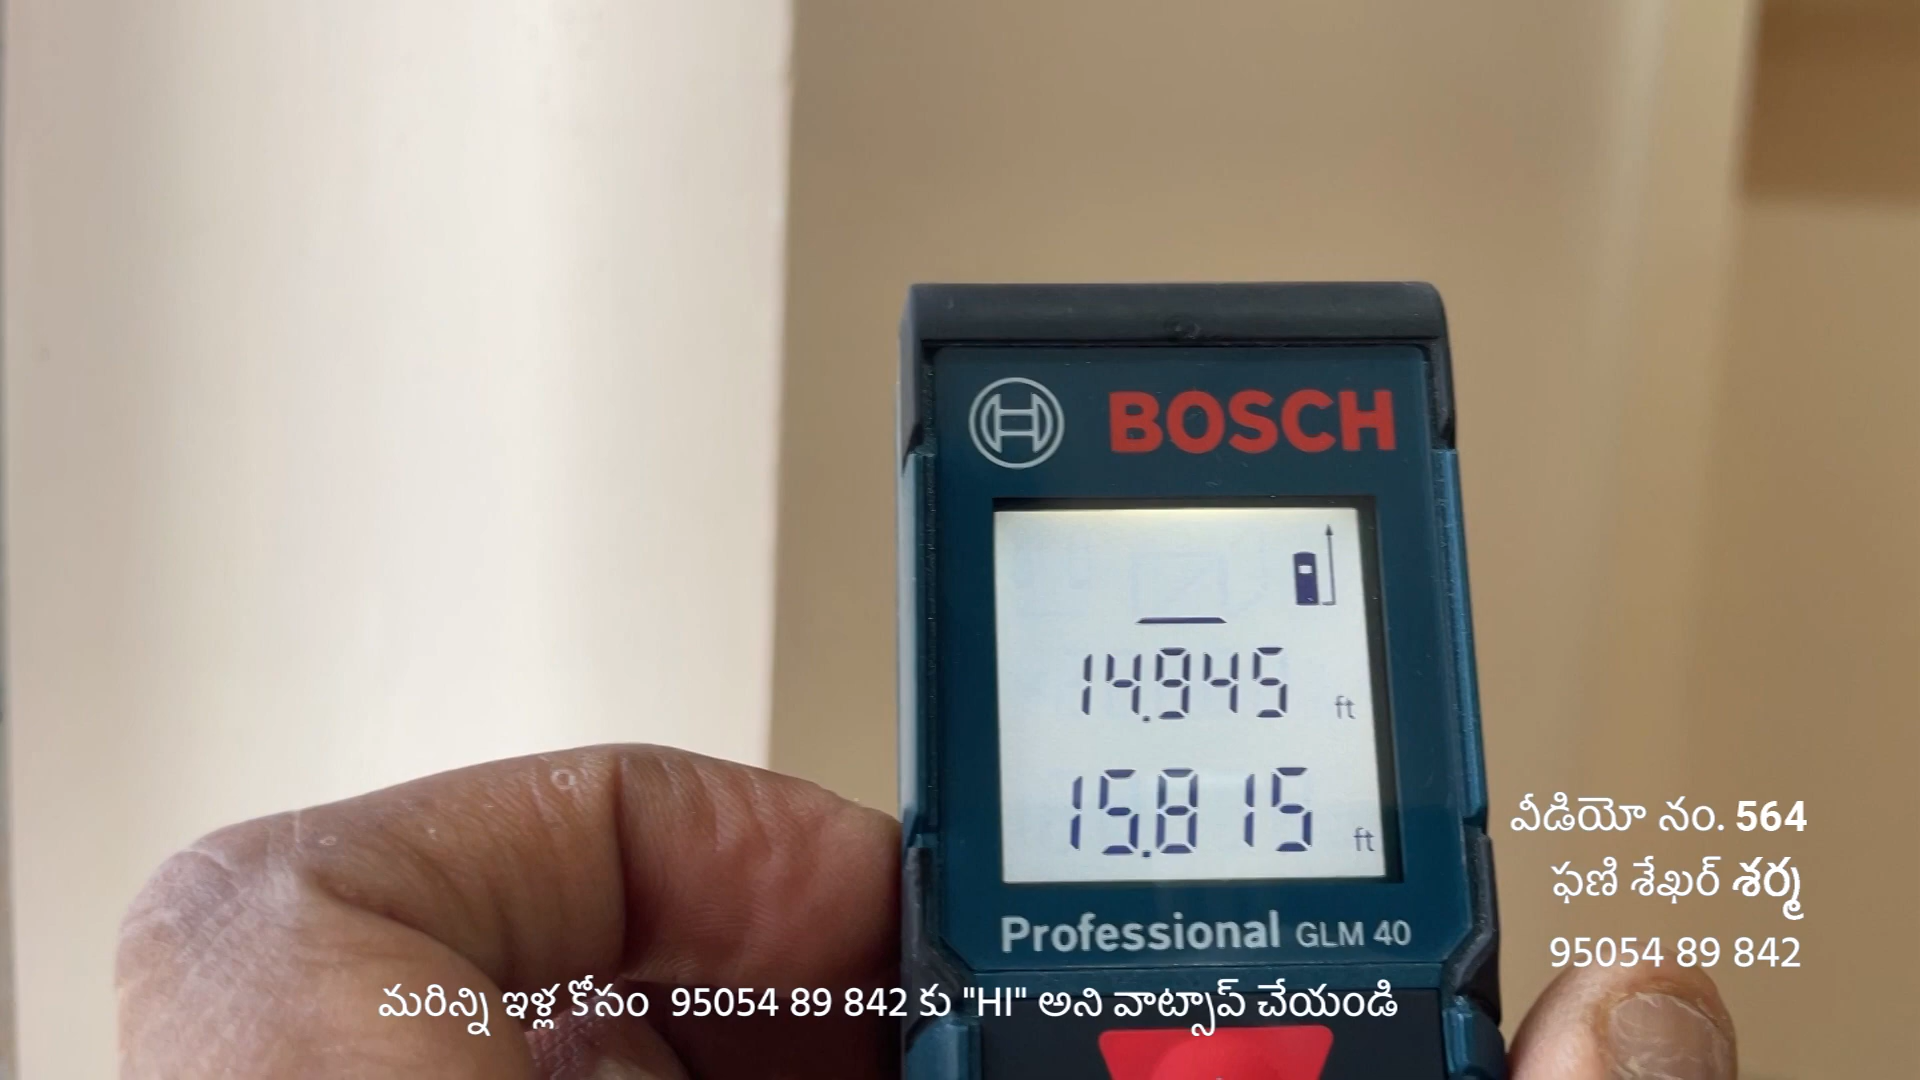 BOSCH
14.945 ft
15.815 ft
Professional GLM 40
వీడియో నం. 564
ఫణి శేఖర్ శర్మ
95054 89 842
మరిన్ని ఇళ్ల కోసం 95054 89 842 కు "HI" అని వాట్సాప్ చేయండి